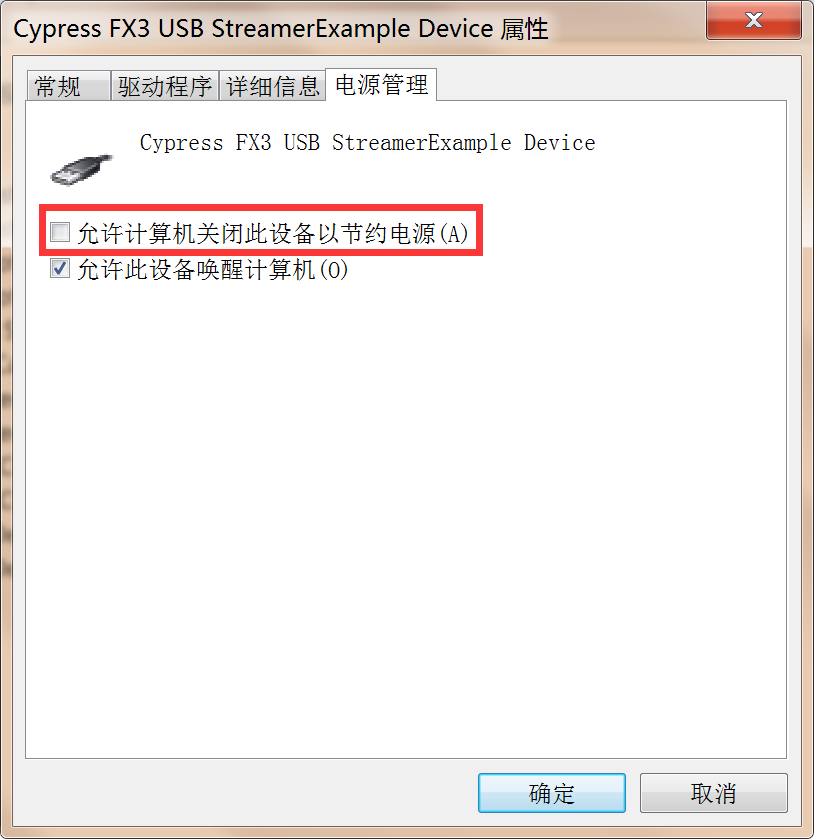 Cypress FX3 USB StreamerExample Device 属性
常规 驱动程序 详细信息 电源管理
Cypress FX3 USB StreamerExample Device
允许计算机关闭此设备以节约电源(A)
允许此设备唤醒计算机(O)
确定 取消